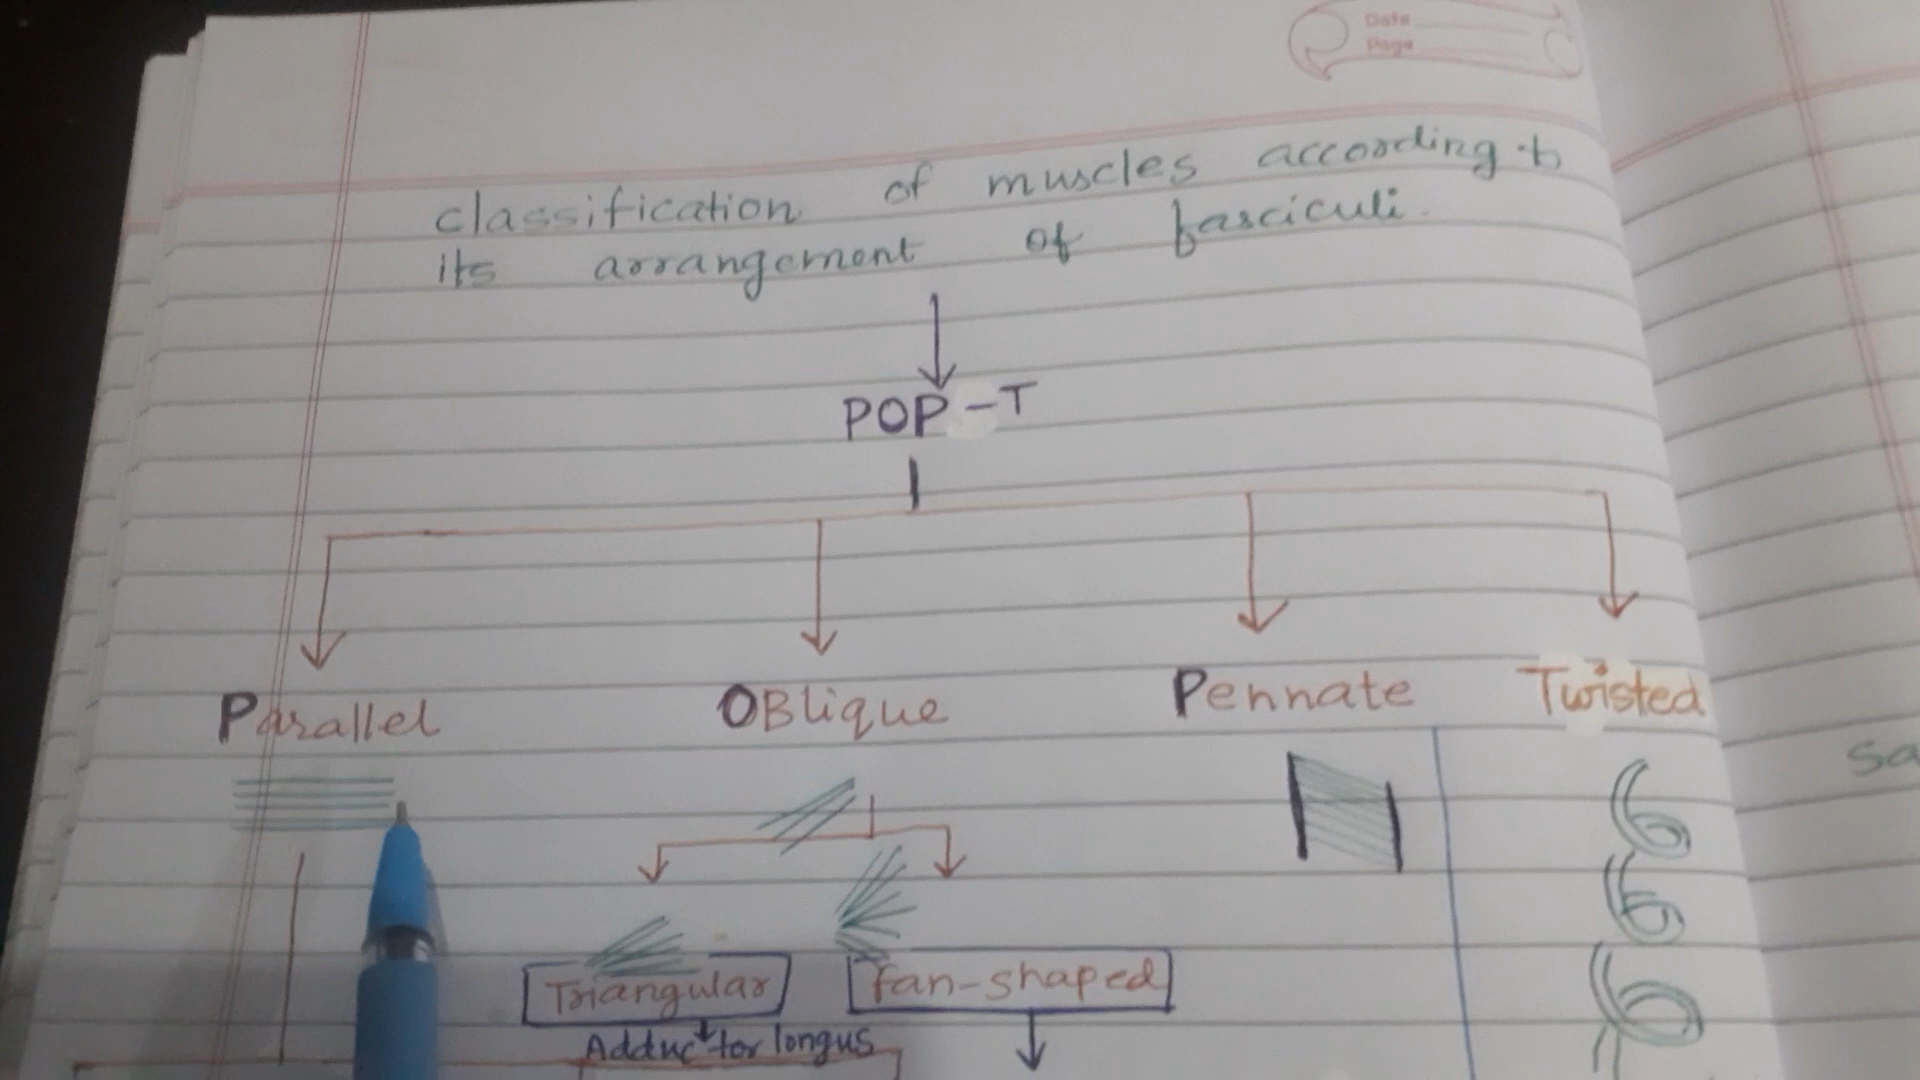 Date
Page
classification of muscles according to
its arrangement of fasciculi.
POP-T
Parallel OBlique Pennate Twisted
Sa
Triangular fan-shaped
Adductor longus